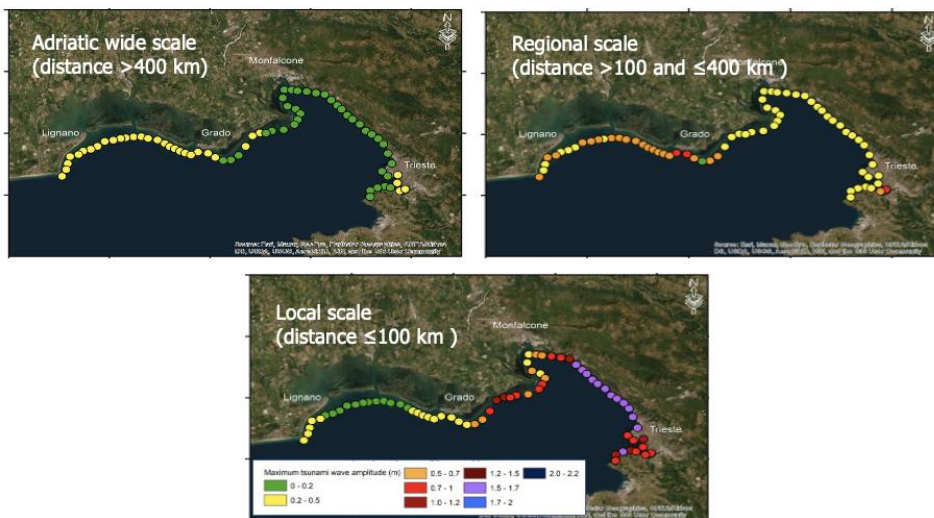 Adriatic wide scale
(distance >400 km)
Monfalcone
Lignano
Grado
Trieste
N
Regional scale
(distance >100 and ≤400 km )
Monfalcone
Lignano
Grado
Trieste
N
Local scale
(distance ≤100 km )
Monfalcone
Lignano
Grado
Trieste
N
Maximum tsunami wave amplitude (m)
0 - 0.2
0.2 - 0.5
0.5 - 0.7
0.7 - 1
1.0 - 1.2
1.2 - 1.5
1.5 - 1.7
1.7 - 2
2.0 - 2.2